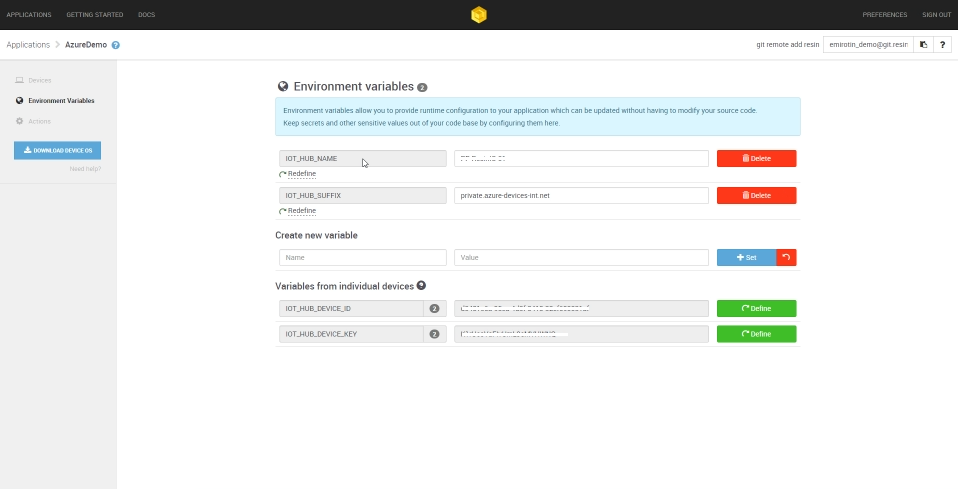 APPLICATIONS GETTING STARTED DOCS PREFERENCES SIGN OUT
Applications AzureDemo ? git remote add resin emirotin_demo@git.resin ?
Devices
Environment Variables
Actions
DOWNLOAD DEVICE OS
Need help?
Environment variables 2
Environment variables allow you to provide runtime configuration to your application which can be updated without having to modify your source code.
Keep secrets and other sensitive values out of your code base by configuring them here.
IOT_HUB_NAME Delete
Redefine
IOT_HUB_SUFFIX private.azure-devices-int.net Delete
Redefine
Create new variable
Name Value Set
Variables from individual devices ?
IOT_HUB_DEVICE_ID 2 Define
IOT_HUB_DEVICE_KEY 2 Define